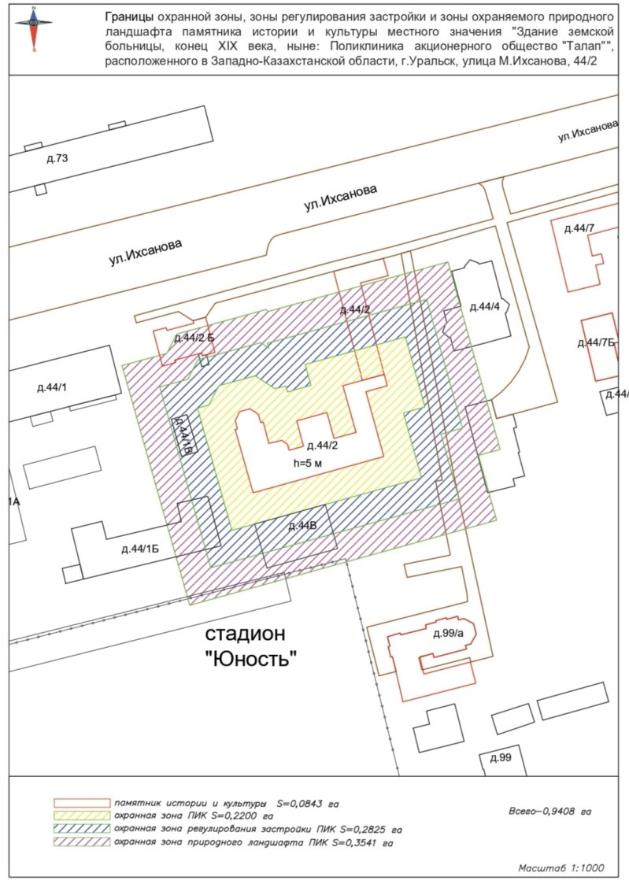 Границы охранной зоны, зоны регулирования застройки и зоны охраняемого природного
ландшафта памятника истории и культуры местного значения "Здание земской
больницы, конец XIX века, ныне: Поликлиника акционерного общество "Талап"",
расположенного в Западно-Казахстанской области, г.Уральск, улица М.Ихсанова, 44/2
д.73
ул.Ихсанова
ул.Ихсанова
ул.Ихсанова
д.44/7
д.44/2
д.44/4
д.44/2 Б
д.44/7Б
д.44/1
д.44/
д.44/1В
д.44/2
h=5 м
1А
д.44В
д.44/1Б
стадион
"Юность"
д.99/а
д.99
памятник истории и культуры S=0,0843 га
охранная зона ПИК S=0,2200 га
охранная зона регулирования застройки ПИК S=0,2825 га
охранная зона природного ландшафта ПИК S=0,3541 га
Всего-0,9408 га
Масштаб 1:1000